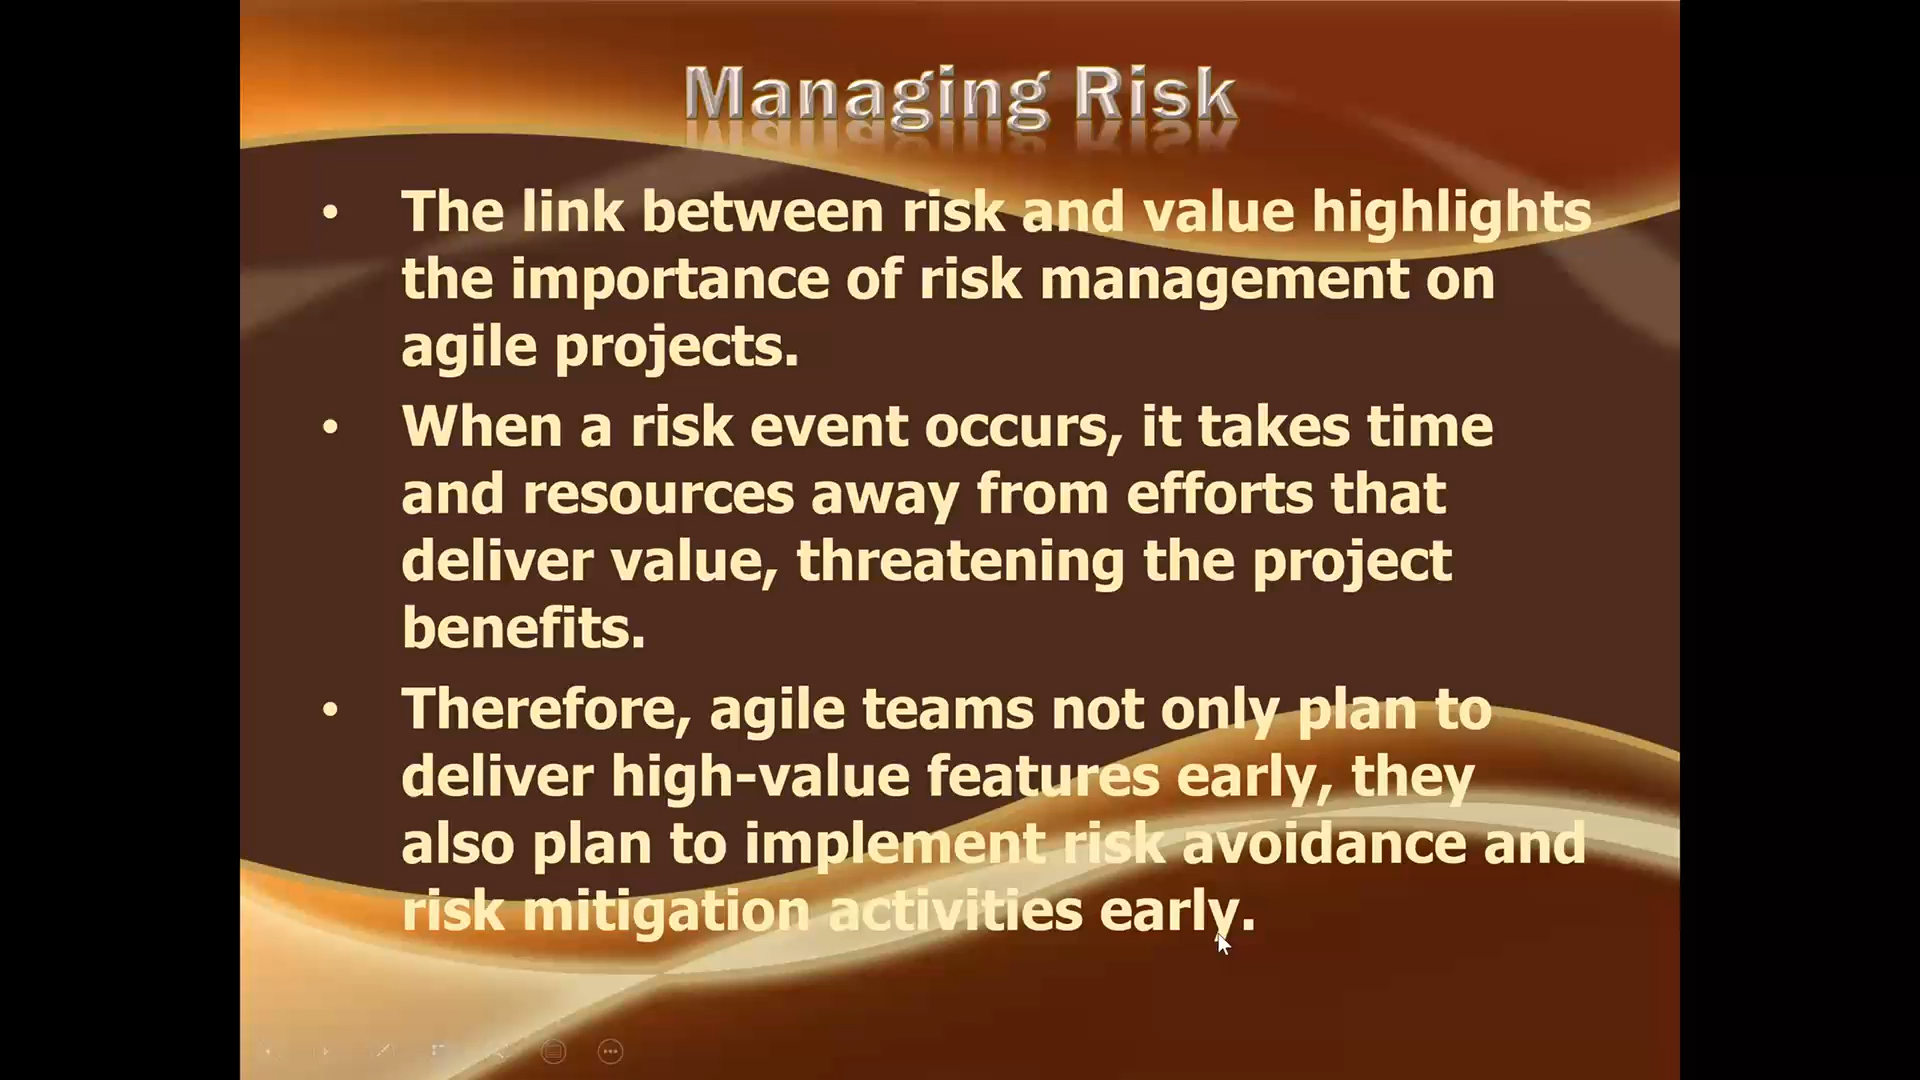 Managing Risk
• The link between risk and value highlights
the importance of risk management on
agile projects.
• When a risk event occurs, it takes time
and resources away from efforts that
deliver value, threatening the project
benefits.
• Therefore, agile teams not only plan to
deliver high-value features early, they
also plan to implement risk avoidance and
risk mitigation activities early.